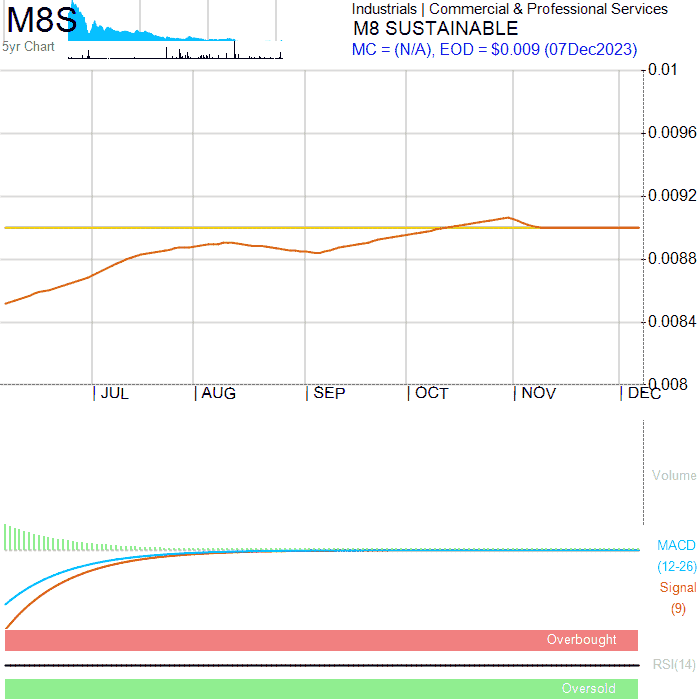 M8S
5yr Chart
Industrials | Commercial & Professional Services
M8 SUSTAINABLE
MC = (N/A), EOD = $0.009 (07Dec2023)
0.01
0.0096
0.0092
0.0088
0.0084
0.008
JUL AUG SEP OCT NOV DEC
Volume
MACD
(12-26)
Signal
(9)
Overbought
RSI(14)
Oversold